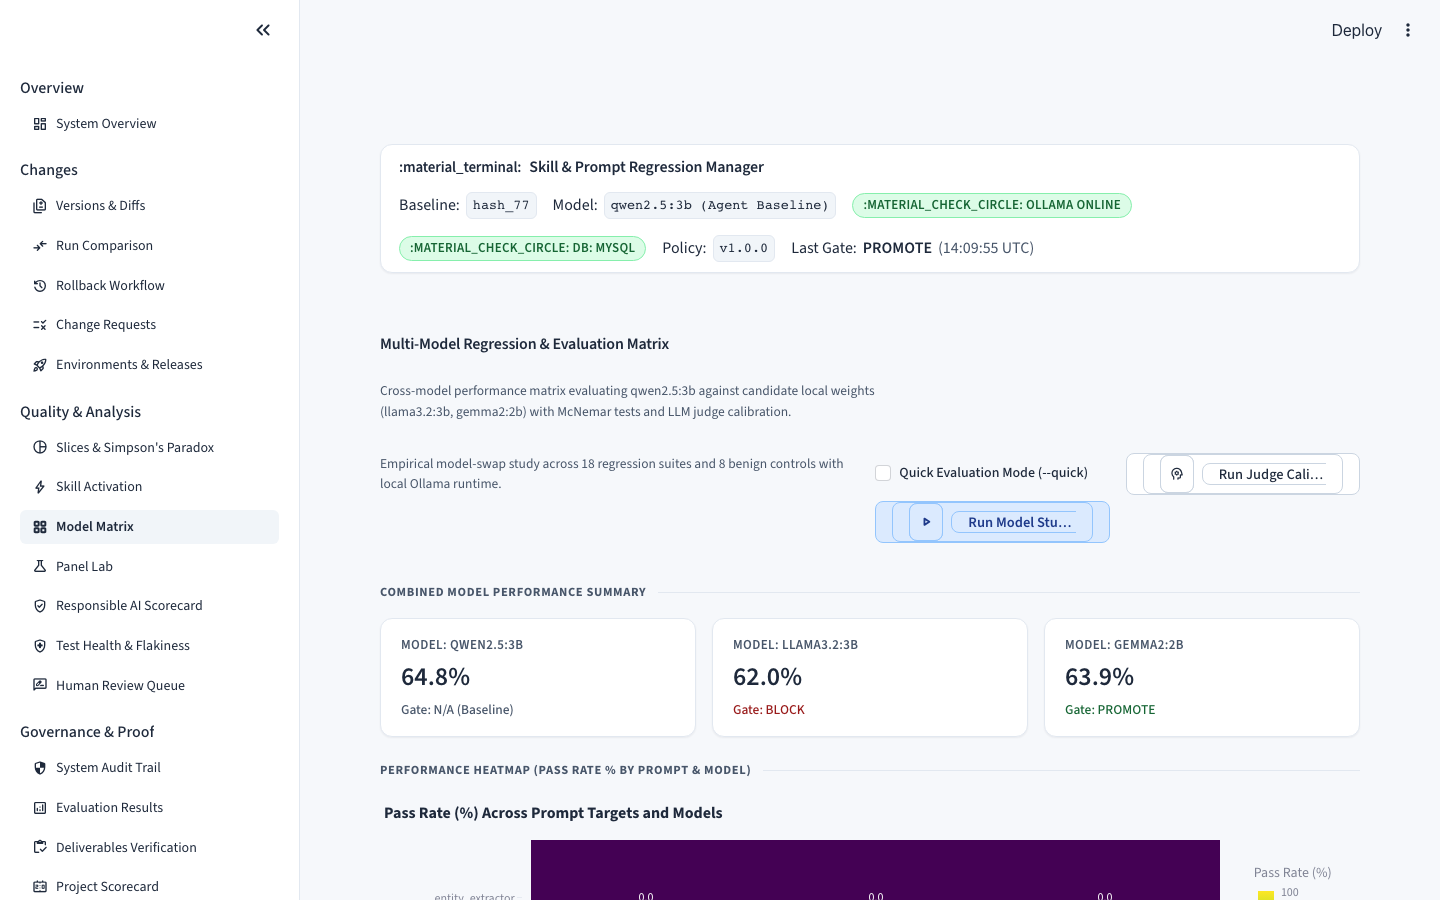 Deploy
Overview
System Overview
Changes
Versions & Diffs
Run Comparison
Rollback Workflow
Change Requests
Environments & Releases
Quality & Analysis
Slices & Simpson's Paradox
Skill Activation
Model Matrix
Panel Lab
Responsible AI Scorecard
Test Health & Flakiness
Human Review Queue
Governance & Proof
System Audit Trail
Evaluation Results
Deliverables Verification
Project Scorecard
:material_terminal: Skill & Prompt Regression Manager
Baseline: hash_77 Model: qwen2.5:3b (Agent Baseline) :MATERIAL_CHECK_CIRCLE: OLLAMA ONLINE
:MATERIAL_CHECK_CIRCLE: DB: MYSQL Policy: v1.0.0 Last Gate: PROMOTE (14:09:55 UTC)
Multi-Model Regression & Evaluation Matrix
Cross-model performance matrix evaluating qwen2.5:3b against candidate local weights
(llama3.2:3b, gemma2:2b) with McNemar tests and LLM judge calibration.
Empirical model-swap study across 18 regression suites and 8 benign controls with
local Ollama runtime.
Quick Evaluation Mode (--quick)
Run Model Stu...
Run Judge Cali...
COMBINED MODEL PERFORMANCE SUMMARY
MODEL: QWEN2.5:3B
64.8%
Gate: N/A (Baseline)
MODEL: LLAMA3.2:3B
62.0%
Gate: BLOCK
MODEL: GEMMA2:2B
63.9%
Gate: PROMOTE
PERFORMANCE HEATMAP (PASS RATE % BY PROMPT & MODEL)
Pass Rate (%) Across Prompt Targets and Models
Pass Rate (%)
100
entity_extractor
0.0 0.0 0.0